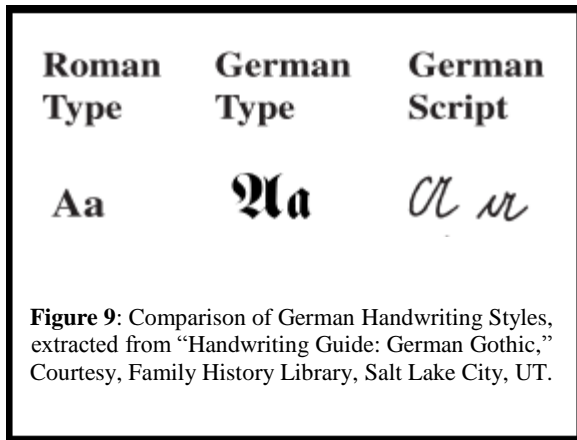 Roman German German
Type Type Script
Aa Aa Aa
Figure 9: Comparison of German Handwriting Styles,
extracted from “Handwriting Guide: German Gothic,”
Courtesy, Family History Library, Salt Lake City, UT.